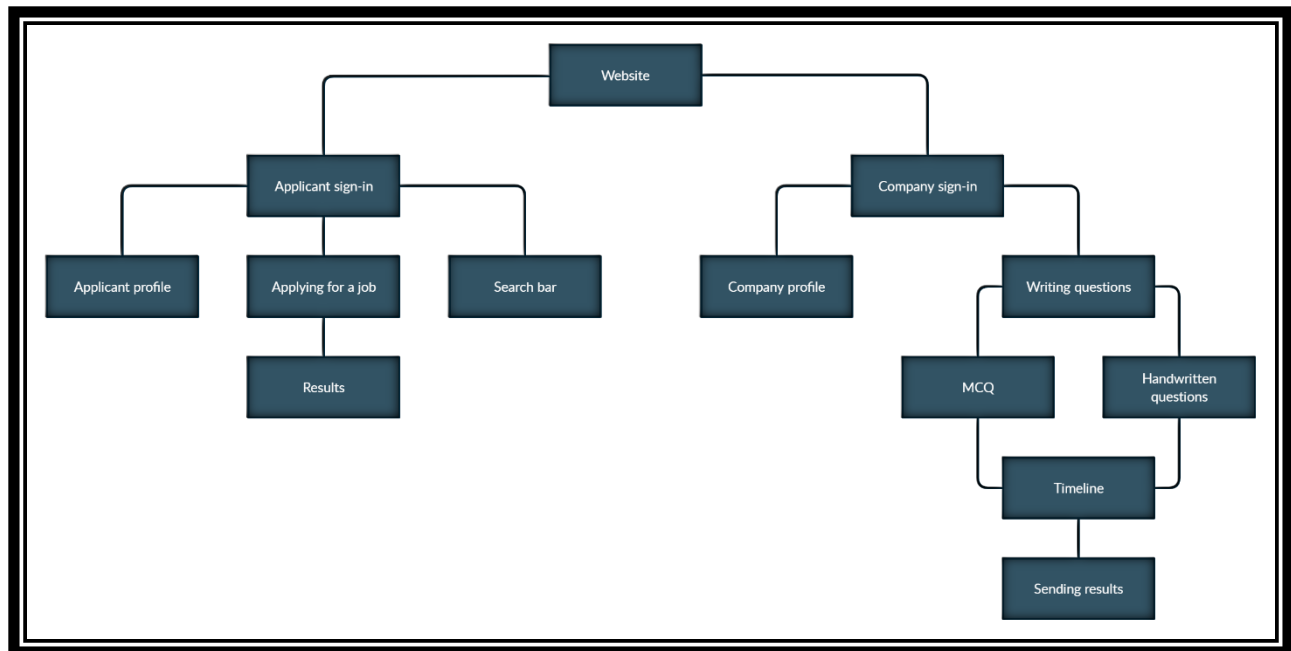 Website
Applicant sign-in
Company sign-in
Applicant profile
Applying for a job
Search bar
Company profile
Writing questions
Results
MCQ
Handwritten
questions
Timeline
Sending results